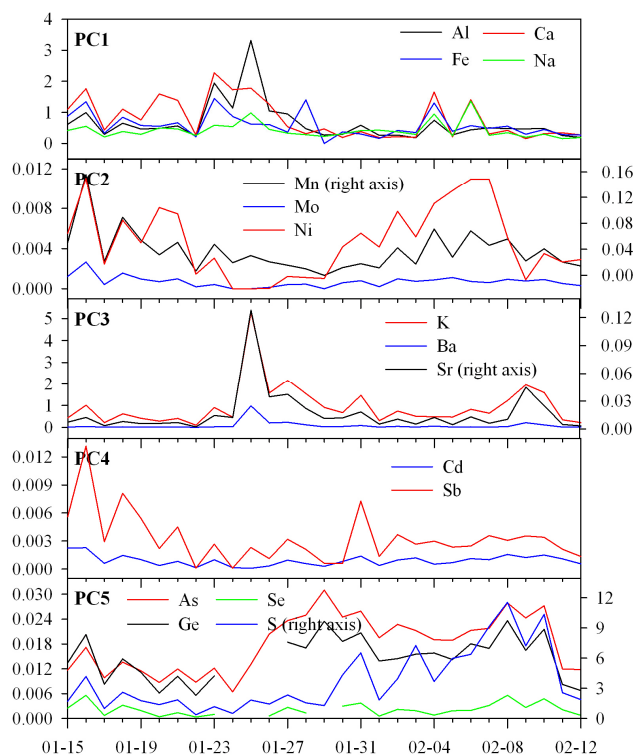 PC1
Al
Ca
Fe
Na
4
3
2
1
0
PC2
Mn (right axis)
Mo
Ni
0.012
0.008
0.004
0.000
0.16
0.12
0.08
0.04
0.00
PC3
K
Ba
Sr (right axis)
5
4
3
2
1
0
0.12
0.09
0.06
0.03
0.00
PC4
Cd
Sb
0.012
0.009
0.006
0.003
0.000
PC5
As
Se
Ge
S (right axis)
0.030
0.024
0.018
0.012
0.006
0.000
12
9
6
3
0
01-15 01-19 01-23 01-27 01-31 02-04 02-08 02-12